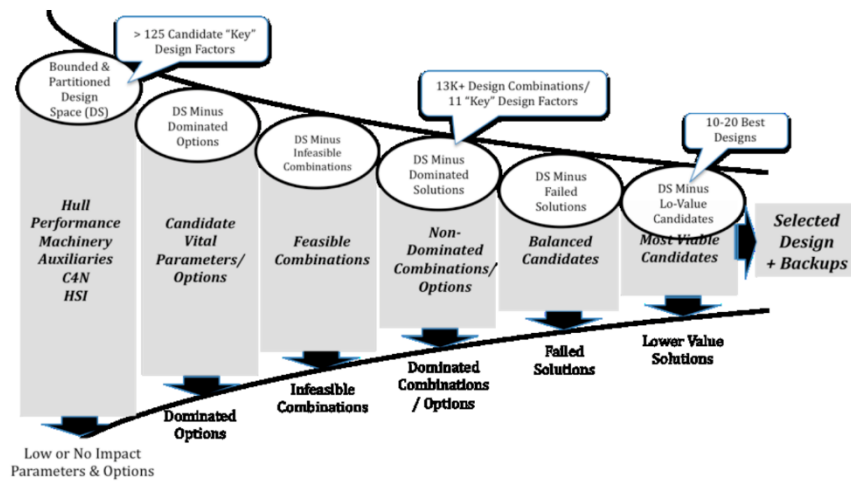 > 125 Candidate “Key”
Design Factors
Bounded &
Partitioned
Design
Space (DS)
DS Minus
Dominated
Options
DS Minus
Infeasible
Combinations
13K+ Design Combinations/
11 “Key” Design Factors
DS Minus
Dominated
Solutions
DS Minus
Failed
Solutions
10-20 Best
Designs
DS Minus
Lo-Value
Candidates
Hull
Performance
Machinery
Auxiliaries
C4N
HSI
Candidate
Vital
Parameters/
Options
Feasible
Combinations
Non-
Dominated
Combinations/
Options
Balanced
Candidates
Most Viable
Candidates
Selected
Design
+ Backups
Low or No Impact
Parameters & Options
Dominated
Options
Infeasible
Combinations
Dominated
Combinations
/ Options
Failed
Solutions
Lower Value
Solutions